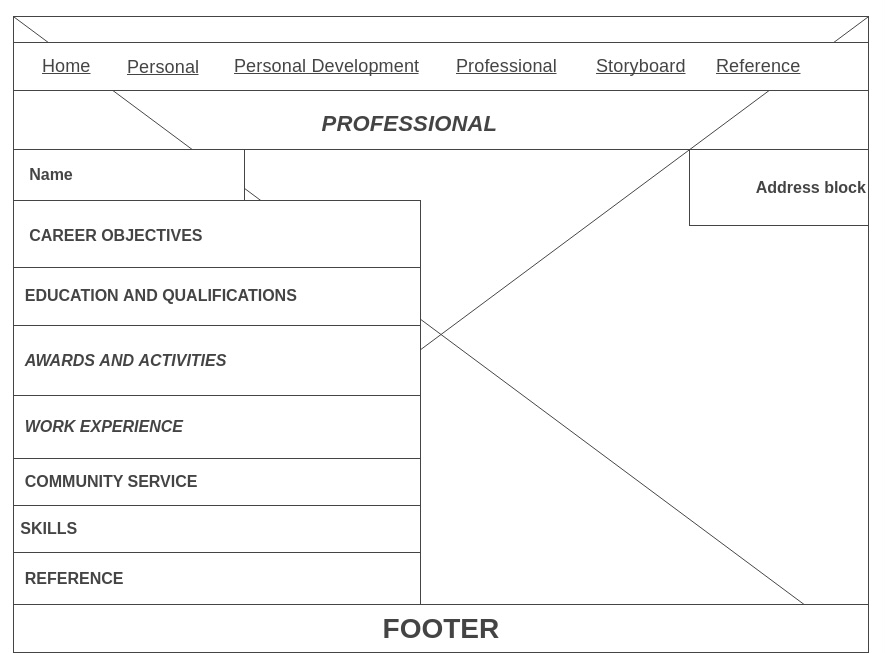 Home Personal Personal Development Professional Storyboard Reference
PROFESSIONAL
Name
Address block
CAREER OBJECTIVES
EDUCATION AND QUALIFICATIONS
AWARDS AND ACTIVITIES
WORK EXPERIENCE
COMMUNITY SERVICE
SKILLS
REFERENCE
FOOTER